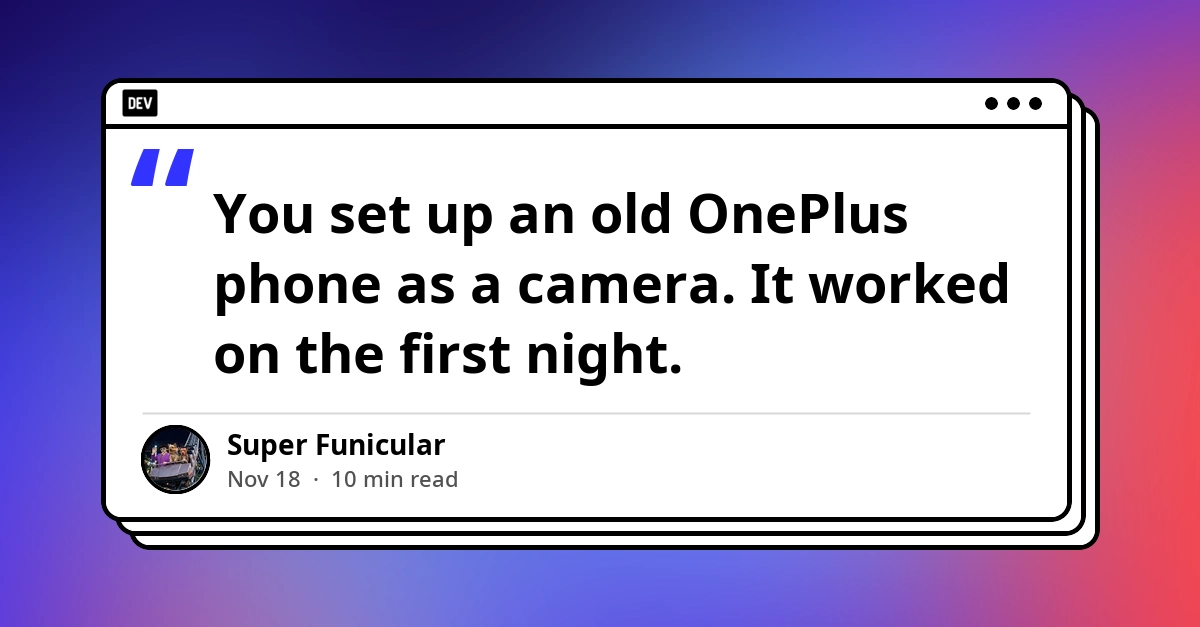 DEV
“
You set up an old OnePlus
phone as a camera. It worked
on the first night.
Super Funicular
Nov 18 · 10 min read